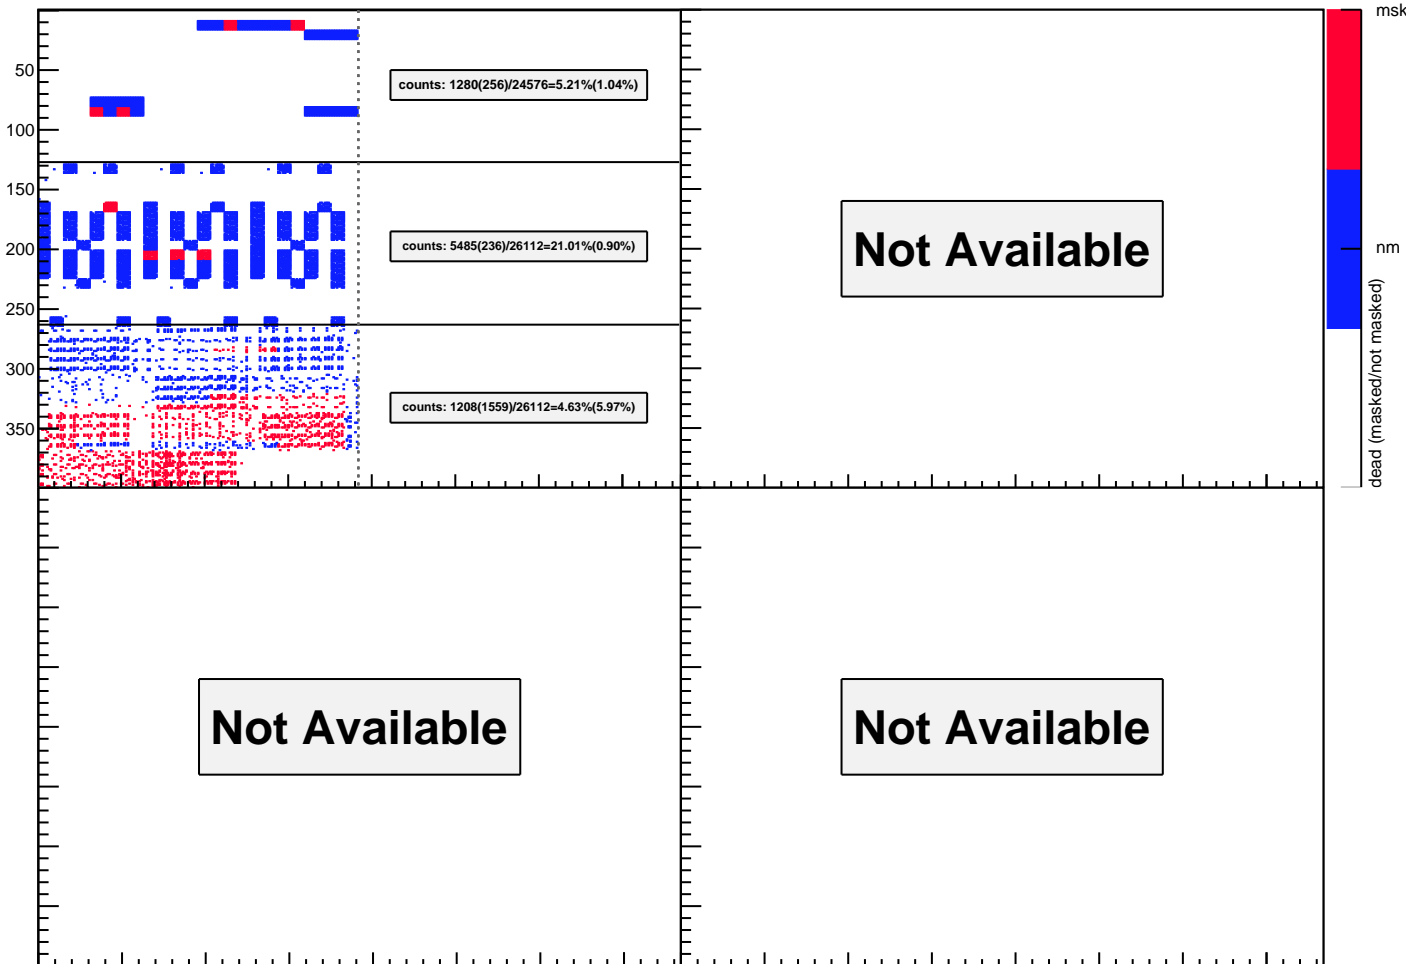 msk
50
counts: 1280(256)/24576=5.21%(1.04%)
100
150
200
counts: 5485(236)/26112=21.01%(0.90%)
Not Available
nm
250
300
350
counts: 1208(1559)/26112=4.63%(5.97%)
dead (masked/not masked)
Not Available
Not Available